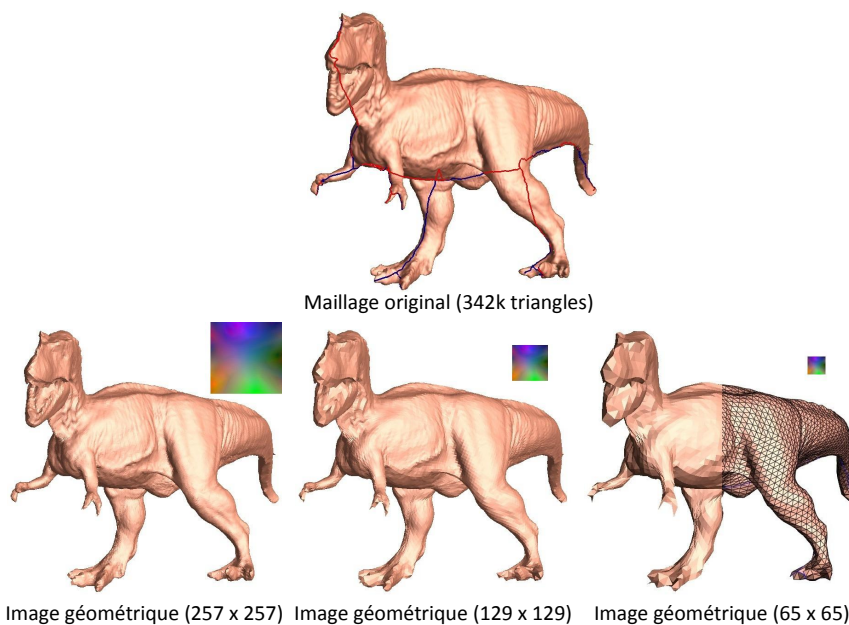 Maillage original (342k triangles)
Image géométrique (257 x 257)
Image géométrique (129 x 129)
Image géométrique (65 x 65)